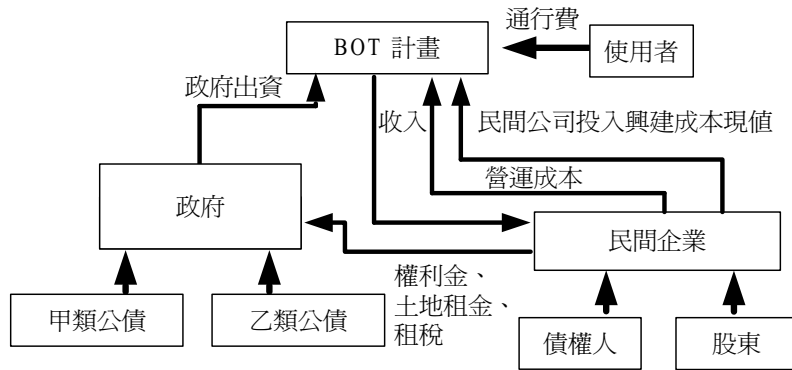 通行費
BOT 計畫
使用者
政府出資
收入
民間公司投入興建成本現值
營運成本
政府
民間企業
權利金、
土地租金、
租稅
甲類公債
乙類公債
債權人
股東